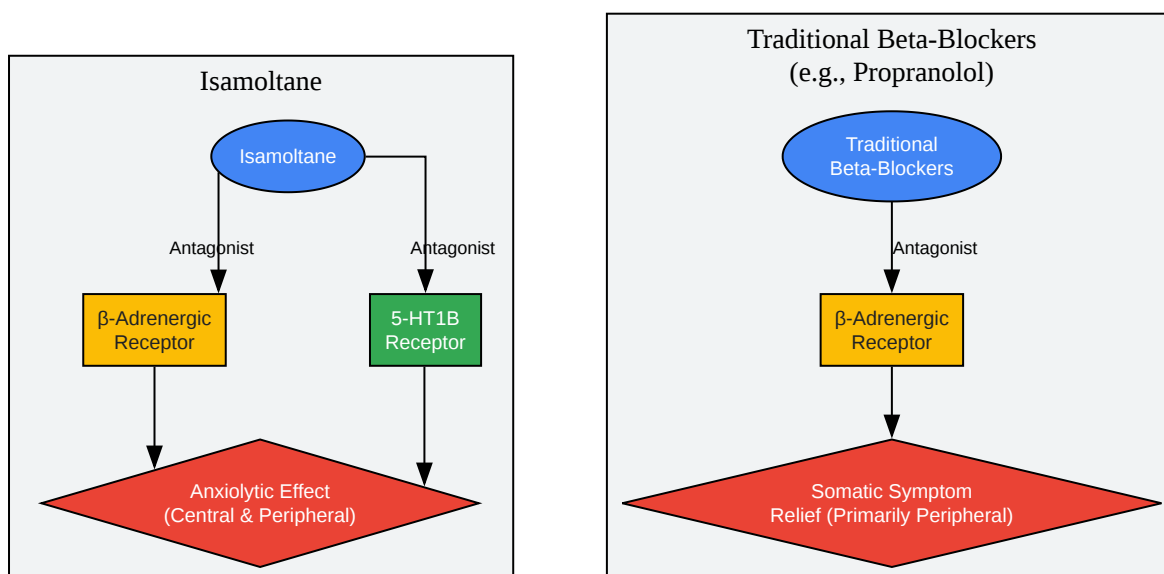 Isamoltane
Isamoltane
Antagonist
Antagonist
β-Adrenergic
Receptor
5-HT1B
Receptor
Anxiolytic Effect
(Central & Peripheral)
Traditional Beta-Blockers
(e.g., Propranolol)
Traditional
Beta-Blockers
Antagonist
β-Adrenergic
Receptor
Somatic Symptom
Relief (Primarily Peripheral)